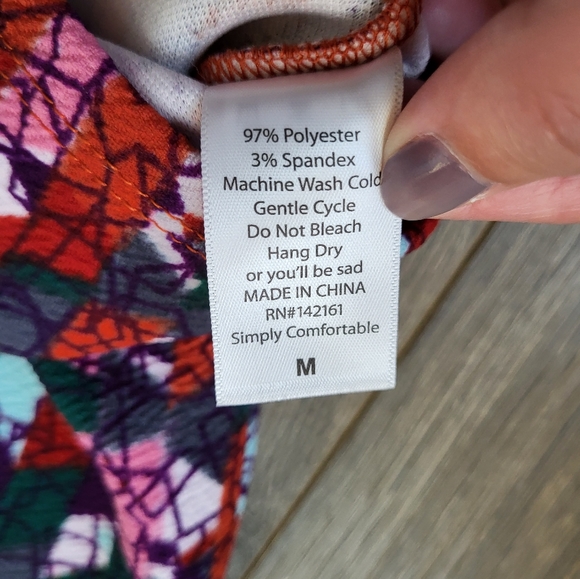 97% Polyester
3% Spandex
Machine Wash Cold
Gentle Cycle
Do Not Bleach
Hang Dry
or you'll be sad
MADE IN CHINA
RN#142161
Simply Comfortable
M